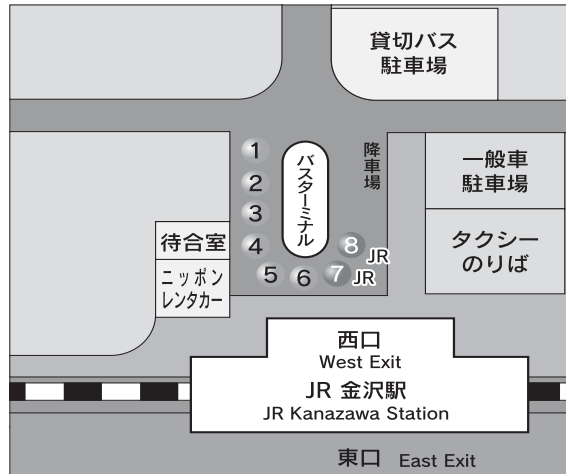 貸切バス
駐車場
1
2
3
4
5
6
7
8
JR
JR
バスターミナル
降車場
一般車
駐車場
タクシー
のりば
待合室
ニッポン
レンタカー
西口
West Exit
JR 金沢駅
JR Kanazawa Station
東口 East Exit